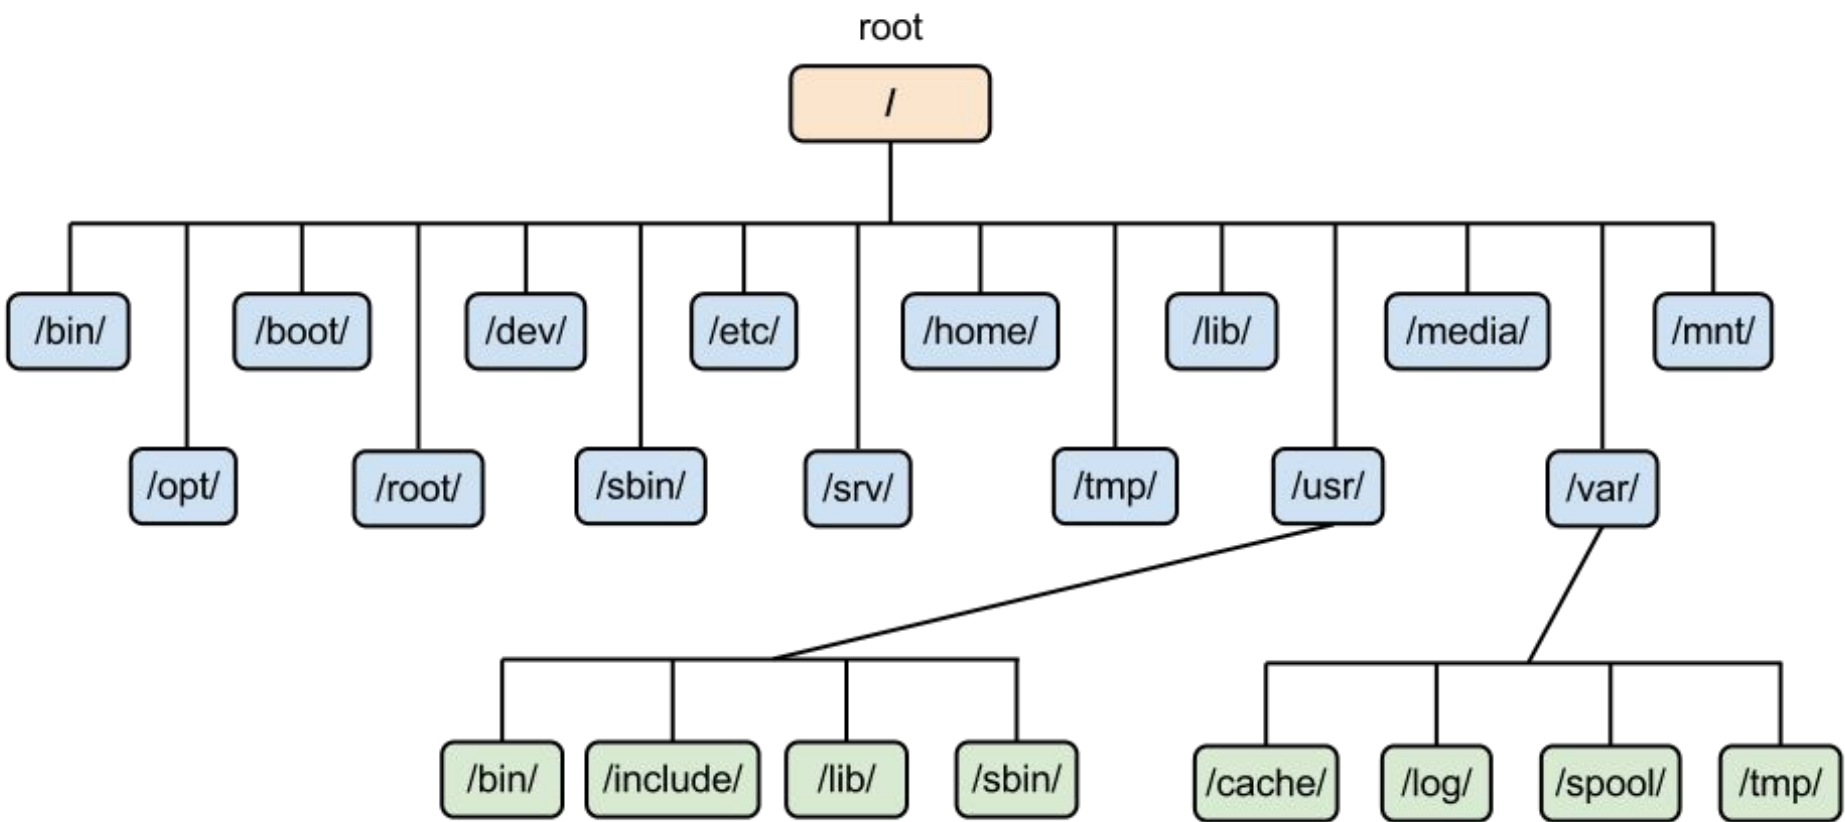 root
/
/bin/
/boot/
/dev/
/etc/
/home/
/lib/
/media/
/mnt/
/opt/
/root/
/sbin/
/srv/
/tmp/
/usr/
/var/
/bin/
/include/
/lib/
/sbin/
/cache/
/log/
/spool/
/tmp/